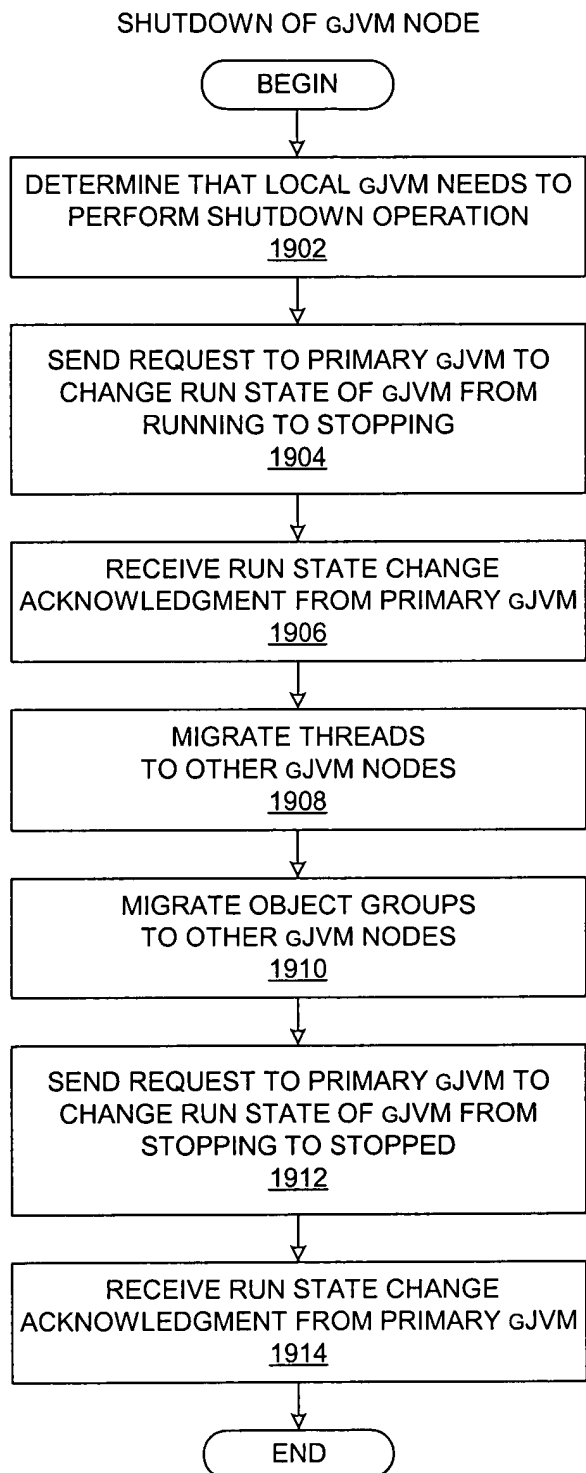 SHUTDOWN OF GJVM NODE
BEGIN
DETERMINE THAT LOCAL GJVM NEEDS TO
PERFORM SHUTDOWN OPERATION
1902
SEND REQUEST TO PRIMARY GJVM TO
CHANGE RUN STATE OF GJVM FROM
RUNNING TO STOPPING
1904
RECEIVE RUN STATE CHANGE
ACKNOWLEDGMENT FROM PRIMARY GJVM
1906
MIGRATE THREADS
TO OTHER GJVM NODES
1908
MIGRATE OBJECT GROUPS
TO OTHER GJVM NODES
1910
SEND REQUEST TO PRIMARY GJVM TO
CHANGE RUN STATE OF GJVM FROM
STOPPING TO STOPPED
1912
RECEIVE RUN STATE CHANGE
ACKNOWLEDGMENT FROM PRIMARY GJVM
1914
END